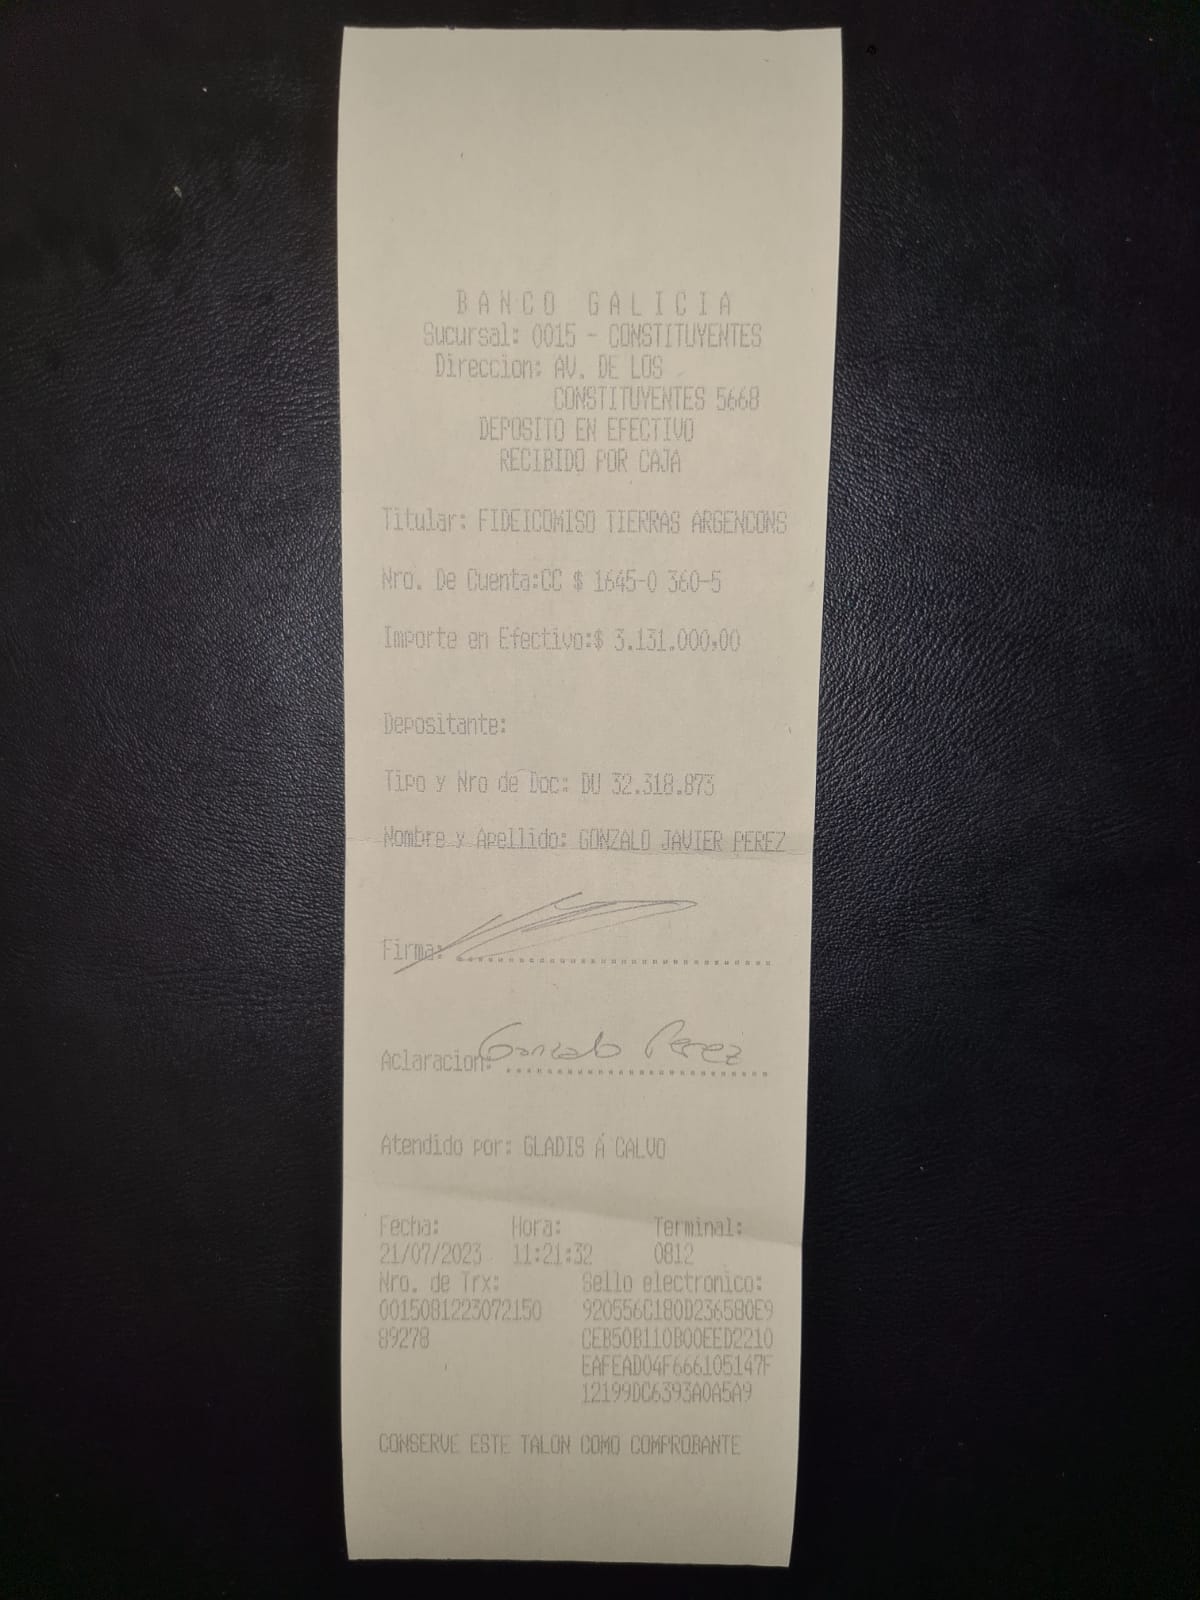 BANCO GALICIA
Sucursal: 0015 - CONSTITUYENTES
Direccion: AV. DE LOS
CONSTITUYENTES 5668
DEPOSITO EN EFECTIVO
RECIBIDO POR CAJA
Titular: FIDEICOMISO TIERRAS ARGENCONS
Nro. De Cuenta:CC $ 1645-0 360-5
Importe en Efectivo:$ 3.131.000,00
Depositante:
Tipo y Nro de Doc: DU 32.318.873
Nombre y Apellido: GONZALO JAVIER PEREZ
Firma:
Aclaracion: Gonzalo Perez
Atendido por: GLADIS A CALVO
Fecha: Hora: Terminal:
21/07/2023 11:21:32 0812
Nro. de Trx: Sello electronico:
0015081223072150 920556C180D236580E9
89278 CEB50B110B00EED2210
EAFEAD04F666105147F
12199DC6393A0A5A9
CONSERVE ESTE TALON COMO COMPROBANTE